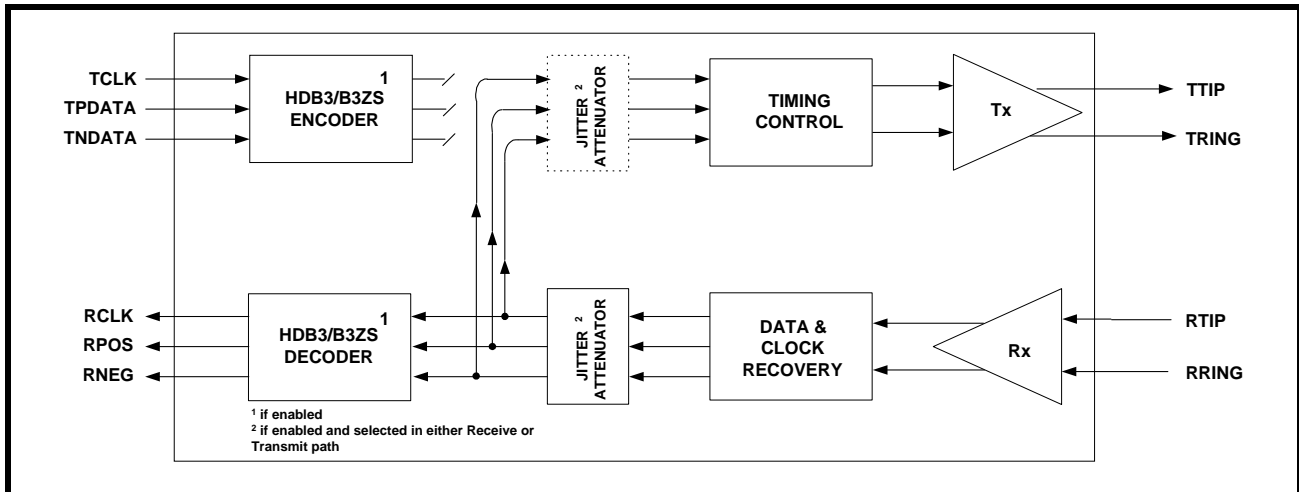 TCLK
TPDATA
TNDATA
1
HDB3/B3ZS
ENCODER
JITTER 2
ATTENUATOR
TIMING
CONTROL
Tx
TTIP
TRING
RCLK
RPOS
RNEG
1
HDB3/B3ZS
DECODER
JITTER 2
ATTENUATOR
DATA &
CLOCK
RECOVERY
Rx
RTIP
RRING
1 if enabled
2 if enabled and selected in either Receive or
Transmit path